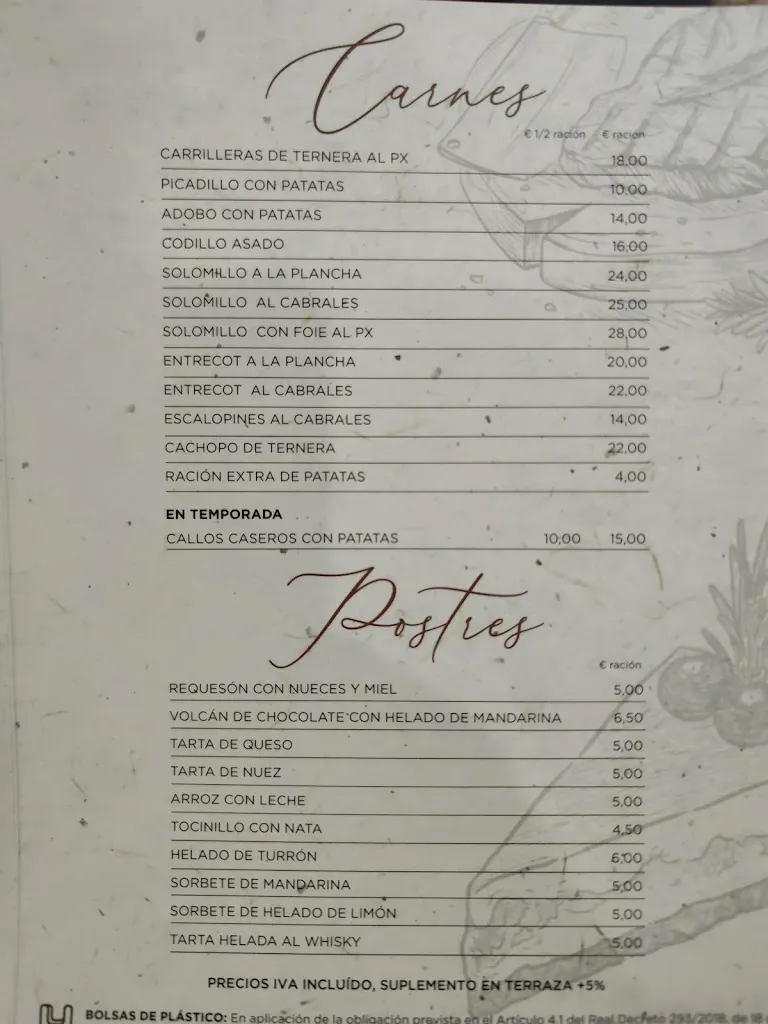 Carnes
€ 1/2 ración € ración
CARRILLERAS DE TERNERA AL PX 18,00
PICADILLO CON PATATAS 10,00
ADOBO CON PATATAS 14,00
CODILLO ASADO 16,00
SOLOMILLO A LA PLANCHA 24,00
SOLOMILLO AL CABRALES 25,00
SOLOMILLO CON FOIE AL PX 28,00
ENTRECOT A LA PLANCHA 20,00
ENTRECOT AL CABRALES 22,00
ESCALOPINES AL CABRALES 14,00
CACHOPO DE TERNERA 22,00
RACIÓN EXTRA DE PATATAS 4,00
EN TEMPORADA
CALLOS CASEROS CON PATATAS 10,00 15,00
Postres
€ ración
REQUESÓN CON NUECES Y MIEL 5,00
VOLCÁN DE CHOCOLATE CON HELADO DE MANDARINA 6,50
TARTA DE QUESO 5,00
TARTA DE NUEZ 5,00
ARROZ CON LECHE 5,00
TOCINILLO CON NATA 4,50
HELADO DE TURRÓN 6,00
SORBETE DE MANDARINA 5,00
SORBETE DE HELADO DE LIMÓN 5,00
TARTA HELADA AL WHISKY 5,00
PRECIOS IVA INCLUÍDO, SUPLEMENTO EN TERRAZA +5%
BOLSAS DE PLÁSTICO: En aplicación de la obligación prevista en el Artículo 4.1 del Real Decreto 293/2018, de 18